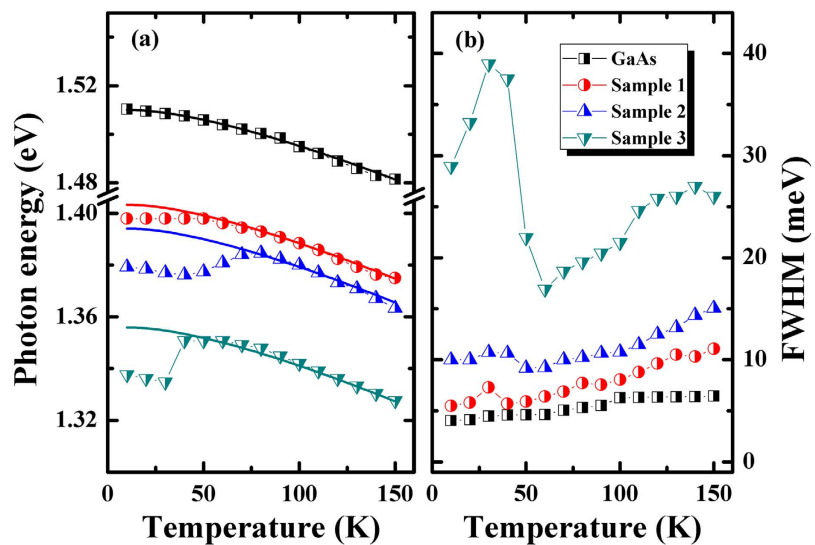 (a)
Photon energy (eV)
1.52
1.48
1.40
1.36
1.32
0
50
100
150
Temperature (K)
(b)
GaAs
Sample 1
Sample 2
Sample 3
40
30
20
10
0
FWHM (meV)
0
50
100
150
Temperature (K)